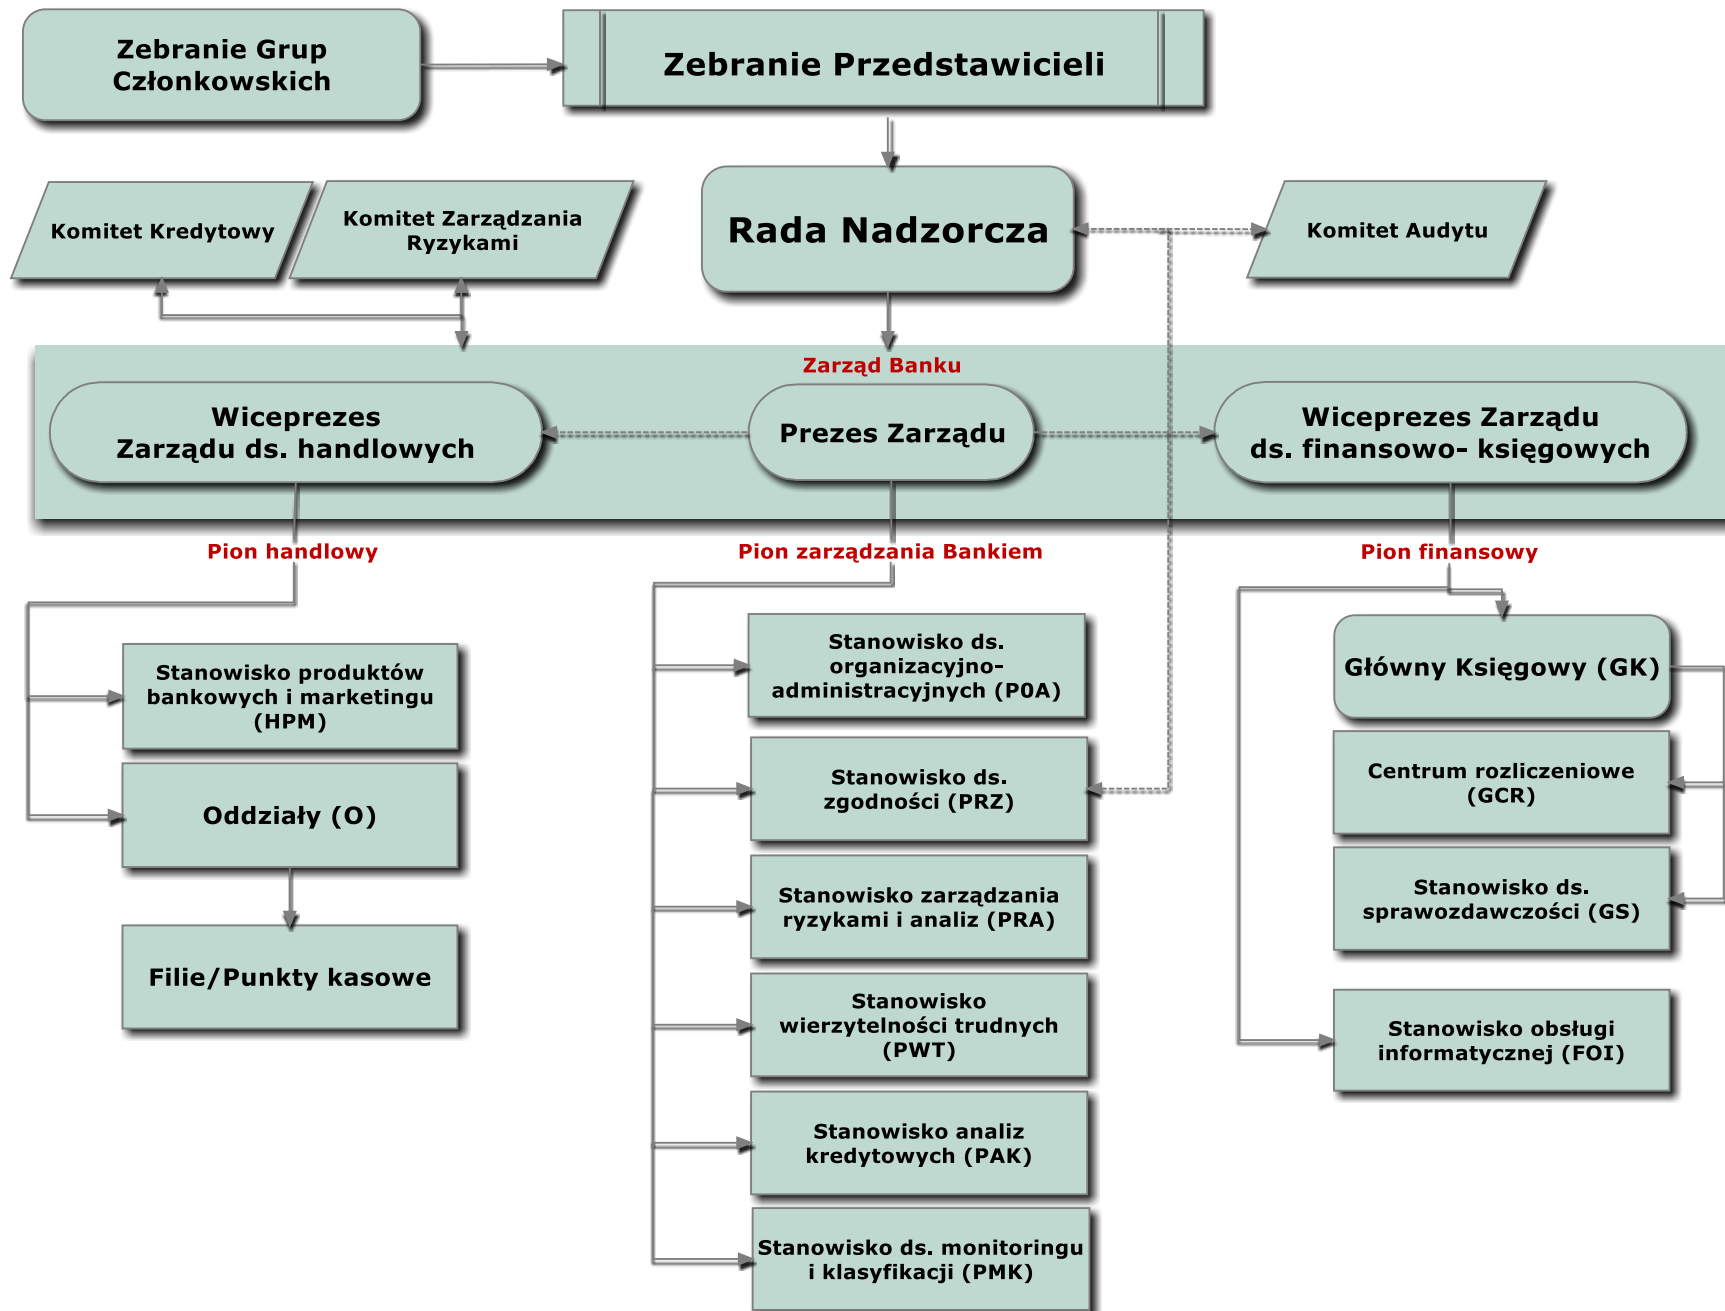 Zebranie Grup
Członkowskich
Zebranie Przedstawicieli
Komitet Kredytowy
Komitet Zarządzania
Ryzykami
Rada Nadzorcza
Komitet Audytu
Zarząd Banku
Wiceprezes
Zarządu ds. handlowych
Prezes Zarządu
Wiceprezes Zarządu
ds. finansowo- księgowych
Pion handlowy
Stanowisko produktów
bankowych i marketingu
(HPM)
Oddziały (O)
Filie/Punkty kasowe
Pion zarządzania Bankiem
Stanowisko ds.
organizacyjno-
administracyjnych (P0A)
Stanowisko ds.
zgodności (PRZ)
Stanowisko zarządzania
ryzykami i analiz (PRA)
Stanowisko
wierzytelności trudnych
(PWT)
Stanowisko analiz
kredytowych (PAK)
Stanowisko ds. monitoringu
i klasyfikacji (PMK)
Pion finansowy
Główny Księgowy (GK)
Centrum rozliczeniowe
(GCR)
Stanowisko ds.
sprawozdawczości (GS)
Stanowisko obsługi
informatycznej (FOI)